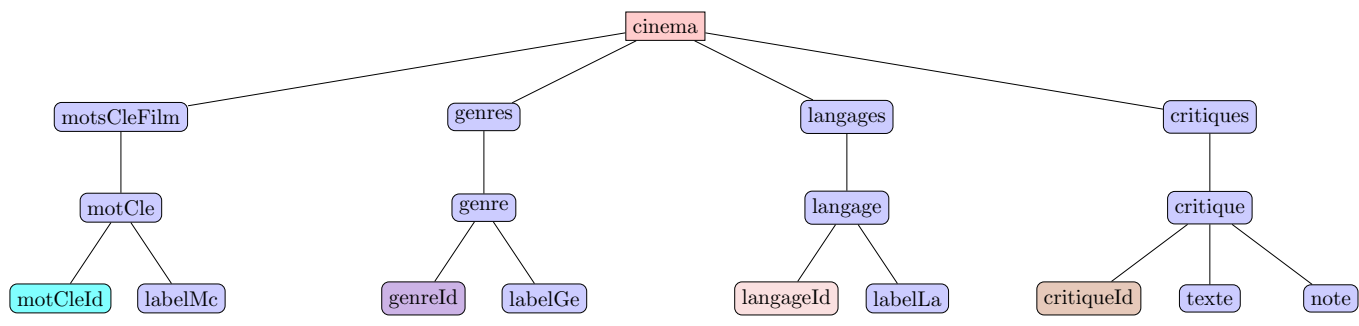 cinema
motsCleFilm
genres
langages
critiques
motCle
genre
langage
critique
motCleId
labelMc
genreId
labelGe
langageId
labelLa
critiqueId
texte
note